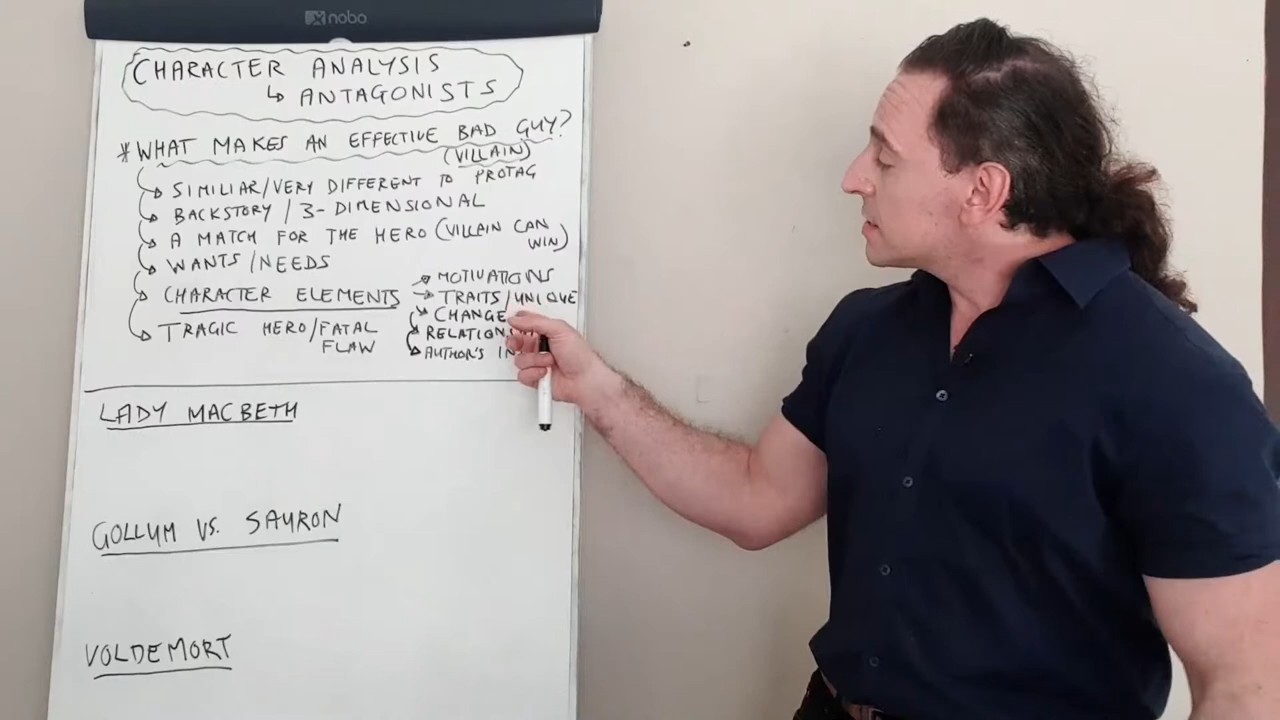 nobo
CHARACTER ANALYSIS
↳ ANTAGONISTS
* WHAT MAKES AN EFFECTIVE BAD GUY?
(VILLAIN)
SIMILIAR/VERY DIFFERENT TO PROTAG
BACKSTORY / 3-DIMENSIONAL
A MATCH FOR THE HERO (VILLAIN CAN
WIN)
WANTS/NEEDS
MOTIVATIONS
CHARACTER ELEMENTS → TRAITS/UNIQUE
CHANGE
TRAGIC HERO/FATAL
FLAW
AUTHOR'S
LADY MACBETH
GOLLUM VS. SAURON
VOLDEMORT